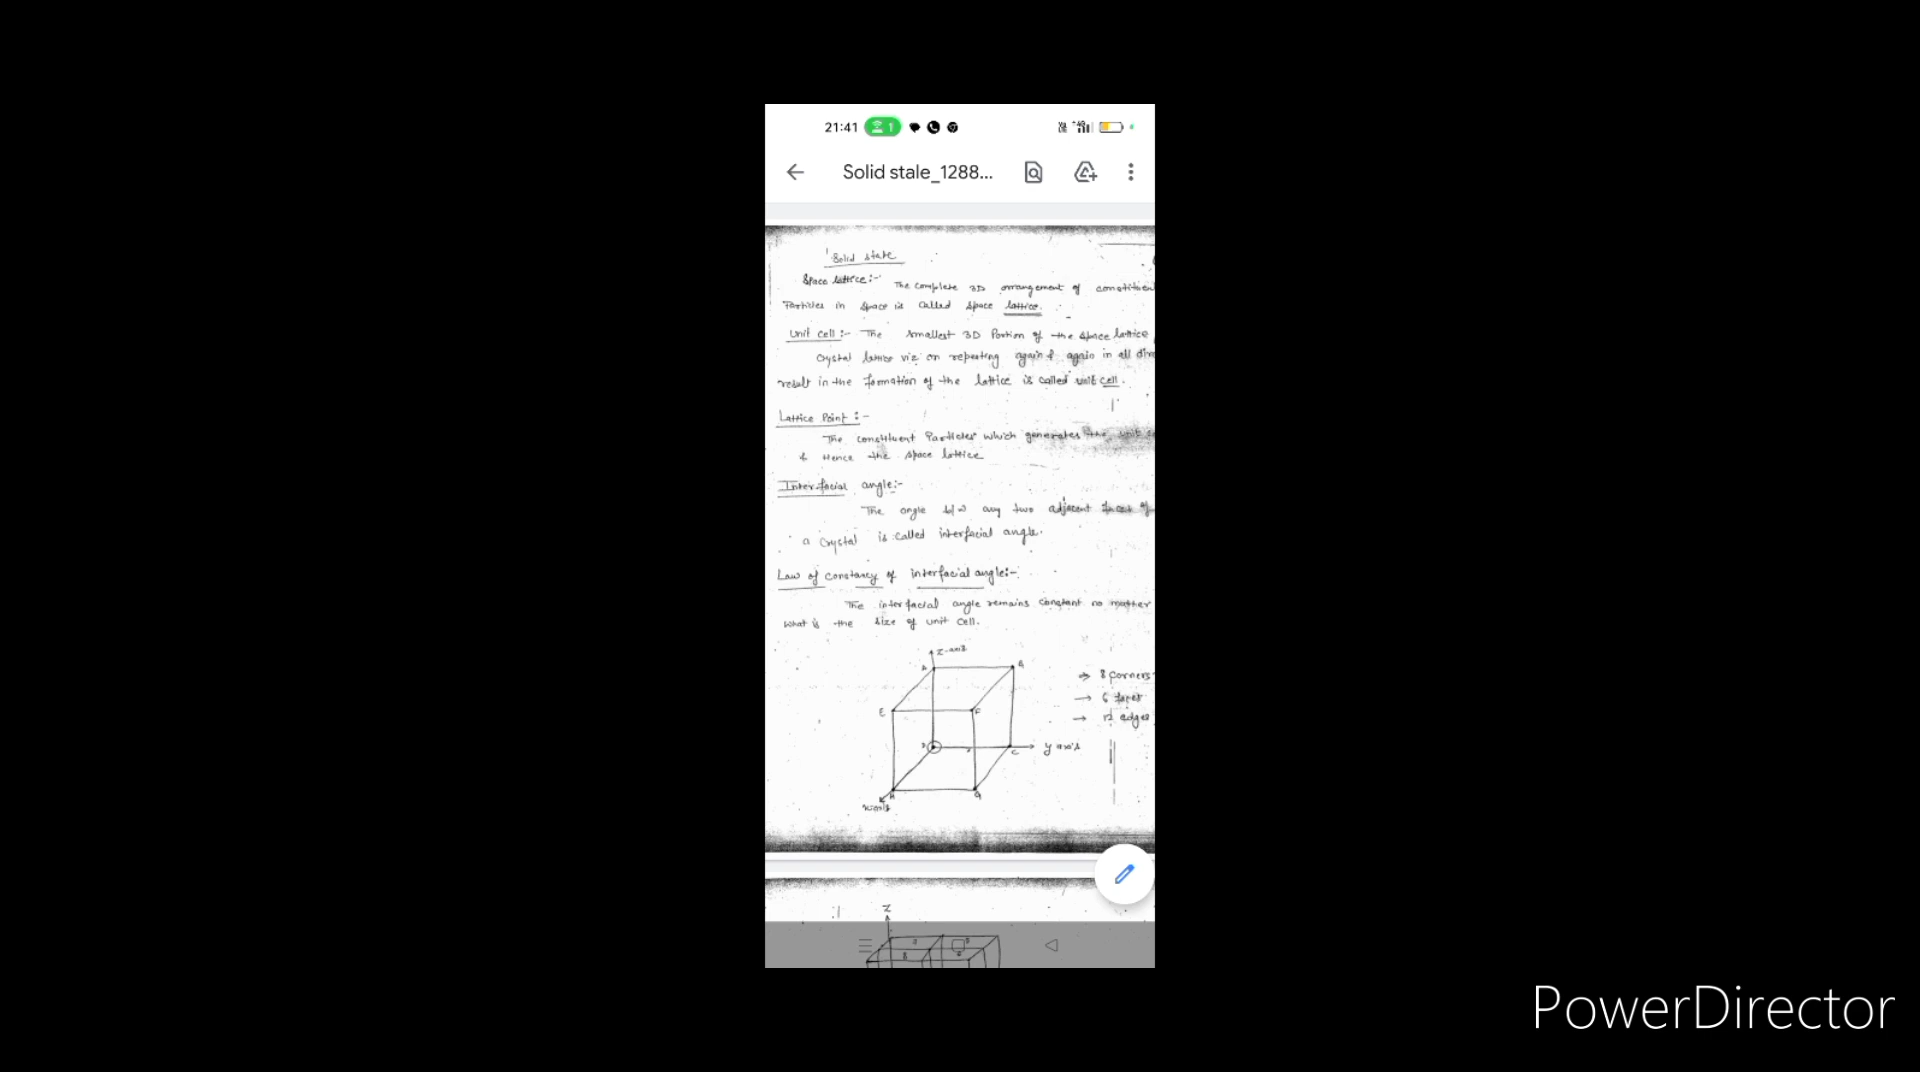 21:41
1
Solid stale_1288...
Solid state
Space lattice:-
The complete 3D arrangement of constituen
Particles in space is called space lattice.
Unit cell:- The smallest 3D Portion of the space lattice
Crystal lattice viz on repeating again & again in all dire
result in the formation of the lattice is called unit cell.
Lattice Point:-
The constituent Particles which generates the unit
& Hence the space lattice
Interfacial angle:-
The angle b/w any two adjacent faces of
a crystal is called interfacial angle.
Law of constancy of interfacial angle:-
The interfacial angle remains constant no matter
what is the size of unit cell.
z-axis
E
F
C
y axis
x-axis
→ 8 corners
→ 6 faces
→ 12 edges
Z
PowerDirector